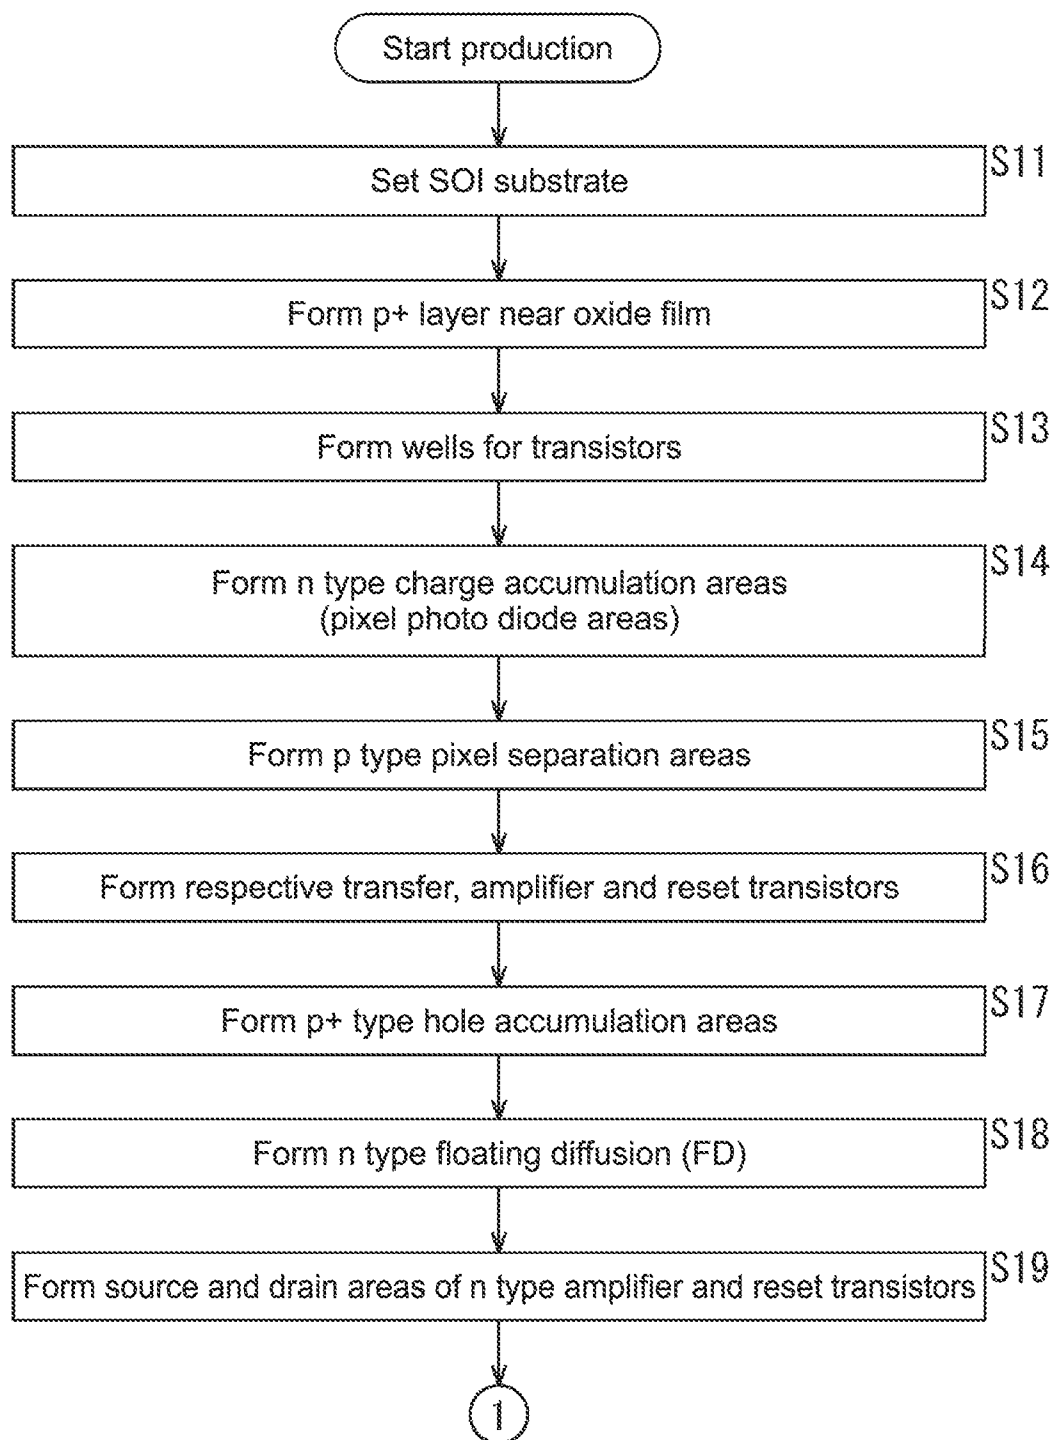 Start production
S11
Set SOI substrate
S12
Form p+ layer near oxide film
S13
Form wells for transistors
S14
Form n type charge accumulation areas
(pixel photo diode areas)
S15
Form p type pixel separation areas
S16
Form respective transfer, amplifier and reset transistors
S17
Form p+ type hole accumulation areas
S18
Form n type floating diffusion (FD)
S19
Form source and drain areas of n type amplifier and reset transistors
1